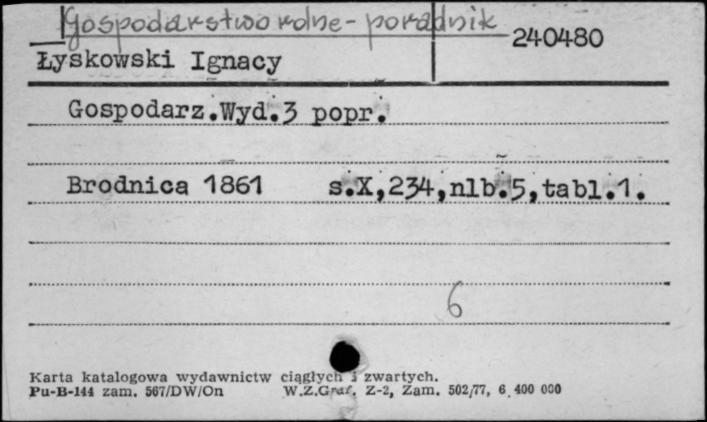 Gospodarstwo rolne - poradnik
240480
Łyskowski Ignacy
Gospodarz.Wyd.3 popr.
Brodnica 1861 s.X,234,nlb.5,tabl.1.
6
Karta katalogowa wydawnictw ciągłych i zwartych.
Pu-B-144 zam. 567/DW/On W.Z.Graf. Z-2, Zam. 502/77, 6 400 000